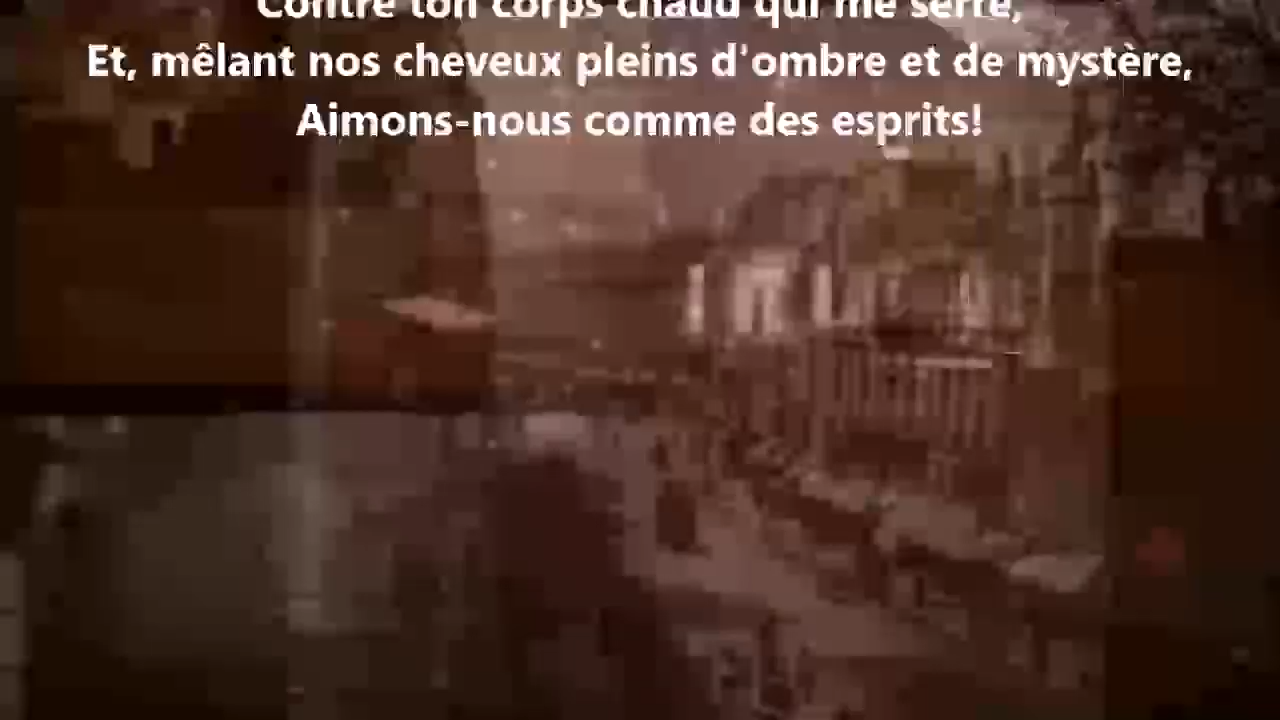 Contre ton corps chaud qui me serre,
Et, mêlant nos cheveux pleins d'ombre et de mystère,
Aimons-nous comme des esprits!